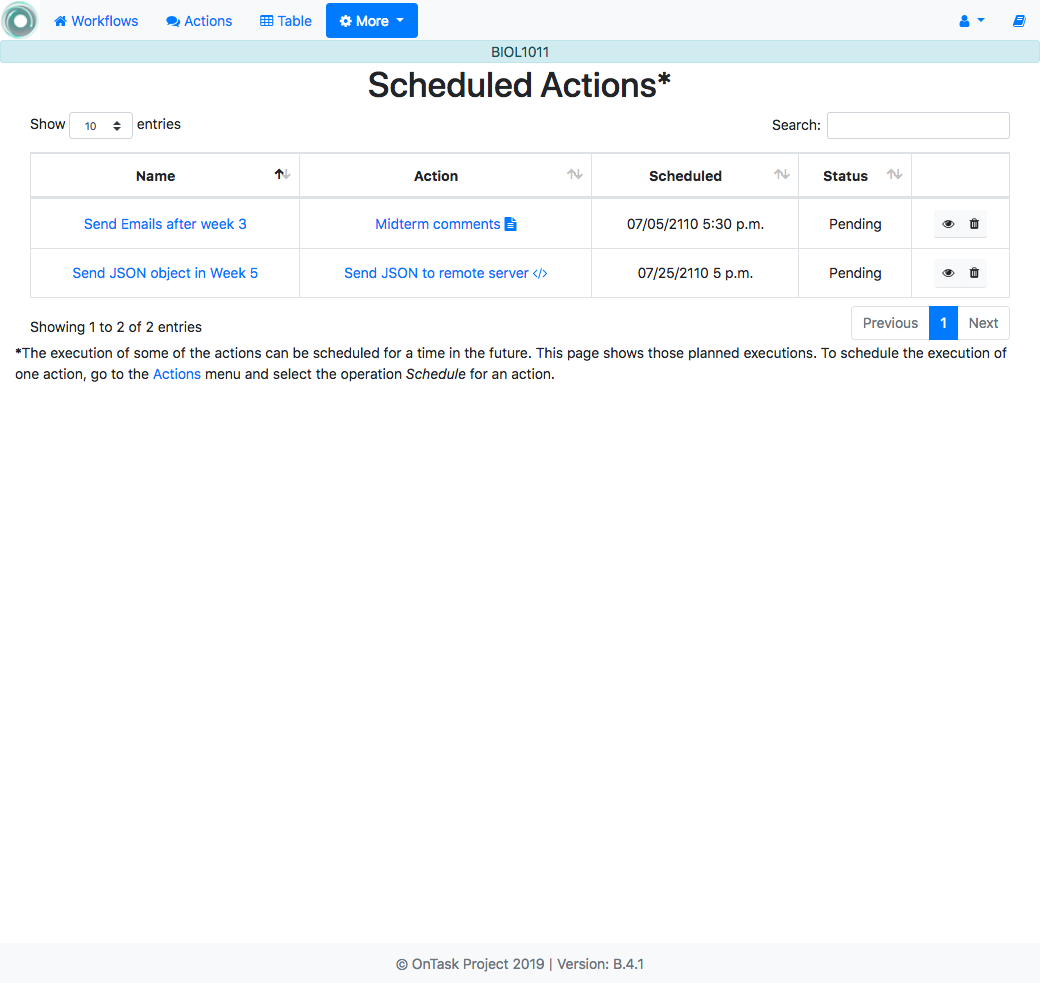 Workflows Actions Table More
BIOL1011
Scheduled Actions*
Show 10 entries Search:
Name Action Scheduled Status
Send Emails after week 3 Midterm comments 07/05/2110 5:30 p.m. Pending
Send JSON object in Week 5 Send JSON to remote server </> 07/25/2110 5 p.m. Pending
Showing 1 to 2 of 2 entries Previous 1 Next
*The execution of some of the actions can be scheduled for a time in the future. This page shows those planned executions. To schedule the execution of
one action, go to the Actions menu and select the operation Schedule for an action.
© OnTask Project 2019 | Version: B.4.1